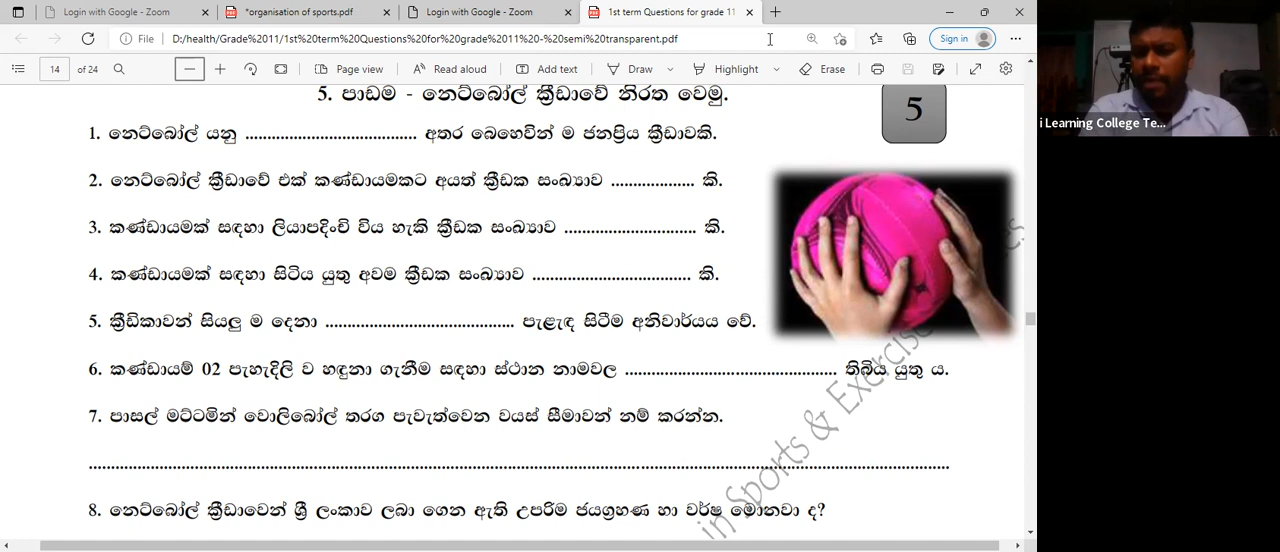 Login with Google - Zoom
*organisation of sports.pdf
Login with Google - Zoom
1st term Questions for grade 11
File D:/health/Grade%2011/1st%20term%20Questions%20for%20grade%2011%20-%20semi%20transparent.pdf Sign in
14 of 24 Page view Read aloud Add text Draw Highlight Erase
5. පාඩම - නෙට්බෝල් ක්‍රීඩාවේ නිරත වෙමු.
5
1. නෙට්බෝල් යනු ...................................... අතර බෙහෙවින් ම ජනප්‍රිය ක්‍රීඩාවකි.
2. නෙට්බෝල් ක්‍රීඩාවේ එක් කණ්ඩායමකට අයත් ක්‍රීඩක සංඛ්‍යාව ................... කි.
3. කණ්ඩායමක් සඳහා ලියාපදිංචි විය හැකි ක්‍රීඩක සංඛ්‍යාව .............................. කි.
4. කණ්ඩායමක් සඳහා සිටිය යුතු අවම ක්‍රීඩක සංඛ්‍යාව .................................... කි.
5. ක්‍රීඩිකාවන් සියලු ම දෙනා ........................................... පැළැඳ සිටීම අනිවාර්යය වේ.
6. කණ්ඩායම් 02 පැහැදිලි ව හඳුනා ගැනීම සඳහා ස්ථාන නාමවල ................................................ තිබිය යුතු ය.
7. පාසල් මට්ටමින් වොලිබෝල් තරග පැවැත්වෙන වයස් සීමාවන් නම් කරන්න.
8. නෙට්බෝල් ක්‍රීඩාවෙන් ශ්‍රී ලංකාව ලබා ගෙන ඇති උපරිම ජයග්‍රහණ හා වර්ෂ මොනවා ද?
in Sports & Exercise
i Learning College Te...